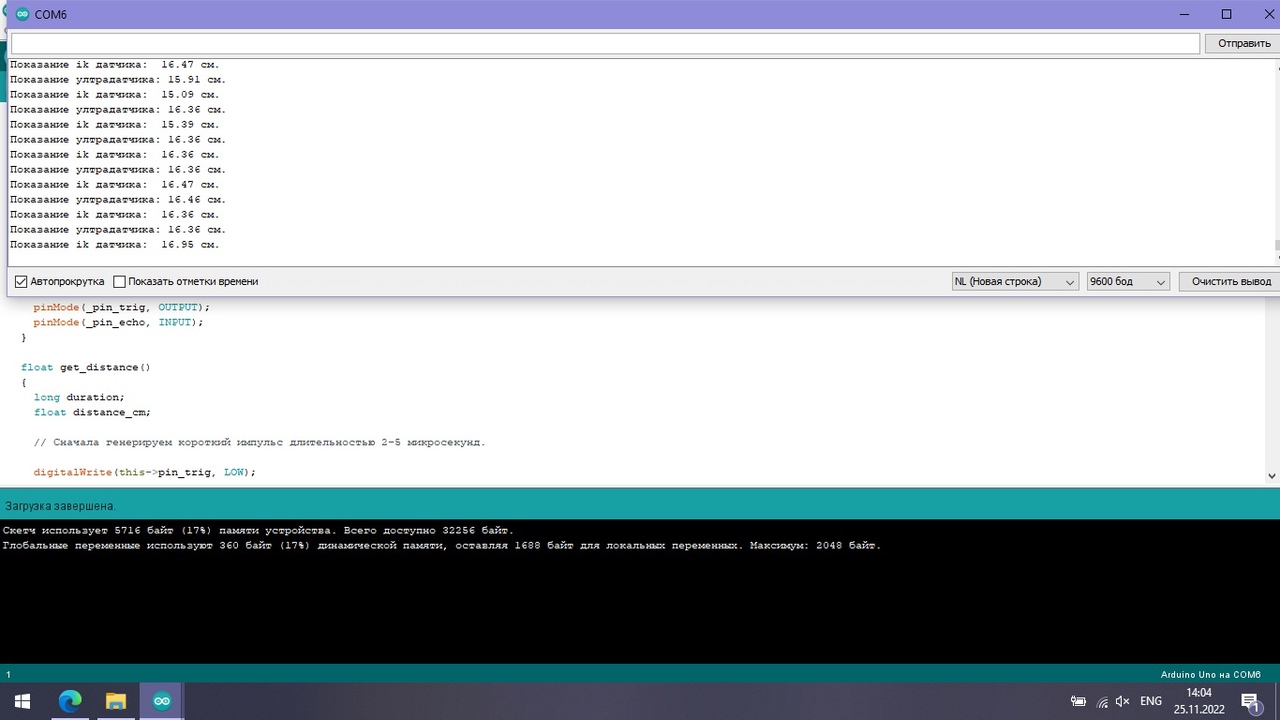 COM6
Отправить
Показание ik датчика:  16.47 см.
Показание ултрадатчика: 15.91 см.
Показание ik датчика:  15.09 см.
Показание ултрадатчика: 16.36 см.
Показание ik датчика:  15.39 см.
Показание ултрадатчика: 16.36 см.
Показание ik датчика:  16.36 см.
Показание ултрадатчика: 16.36 см.
Показание ik датчика:  16.47 см.
Показание ултрадатчика: 16.46 см.
Показание ik датчика:  16.36 см.
Показание ултрадатчика: 16.36 см.
Показание ik датчика:  16.95 см.
Автопрокрутка Показать отметки времени NL (Новая строка) 9600 бод Очистить вывод
pinMode(_pin_trig, OUTPUT);
pinMode(_pin_echo, INPUT);
}
float get_distance()
{
long duration;
float distance_cm;
// Сначала генерируем короткий импульс длительностью 2-5 микросекунд.
digitalWrite(this->pin_trig, LOW);
Загрузка завершена.
Скетч использует 5716 байт (17%) памяти устройства. Всего доступно 32256 байт.
Глобальные переменные используют 360 байт (17%) динамической памяти, оставляя 1688 байт для локальных переменных. Максимум: 2048 байт.
1 Arduino Uno на COM6
ENG 14:04
25.11.2022 1